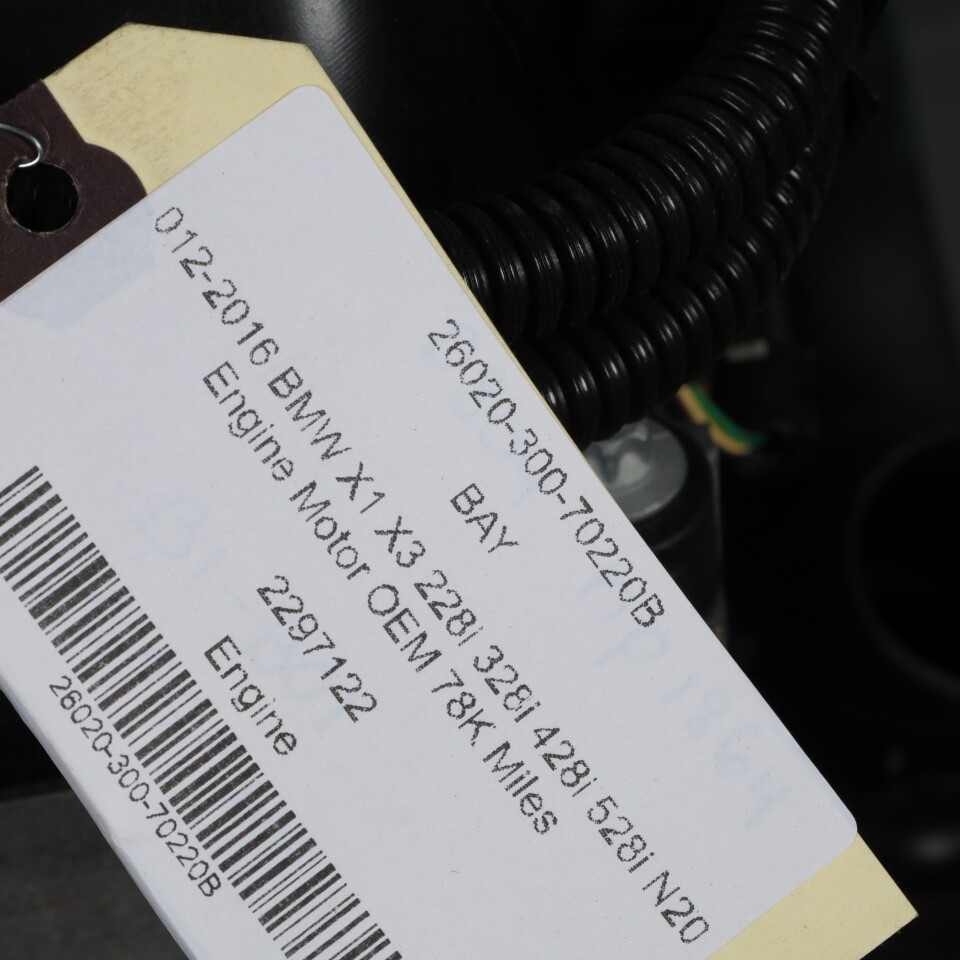 26020-300-70220B
BAY
012-2016 BMW X1 X3 228i 328i 428i 528i N20
Engine Motor OEM 78K Miles
2297122
Engine
26020-300-70220B